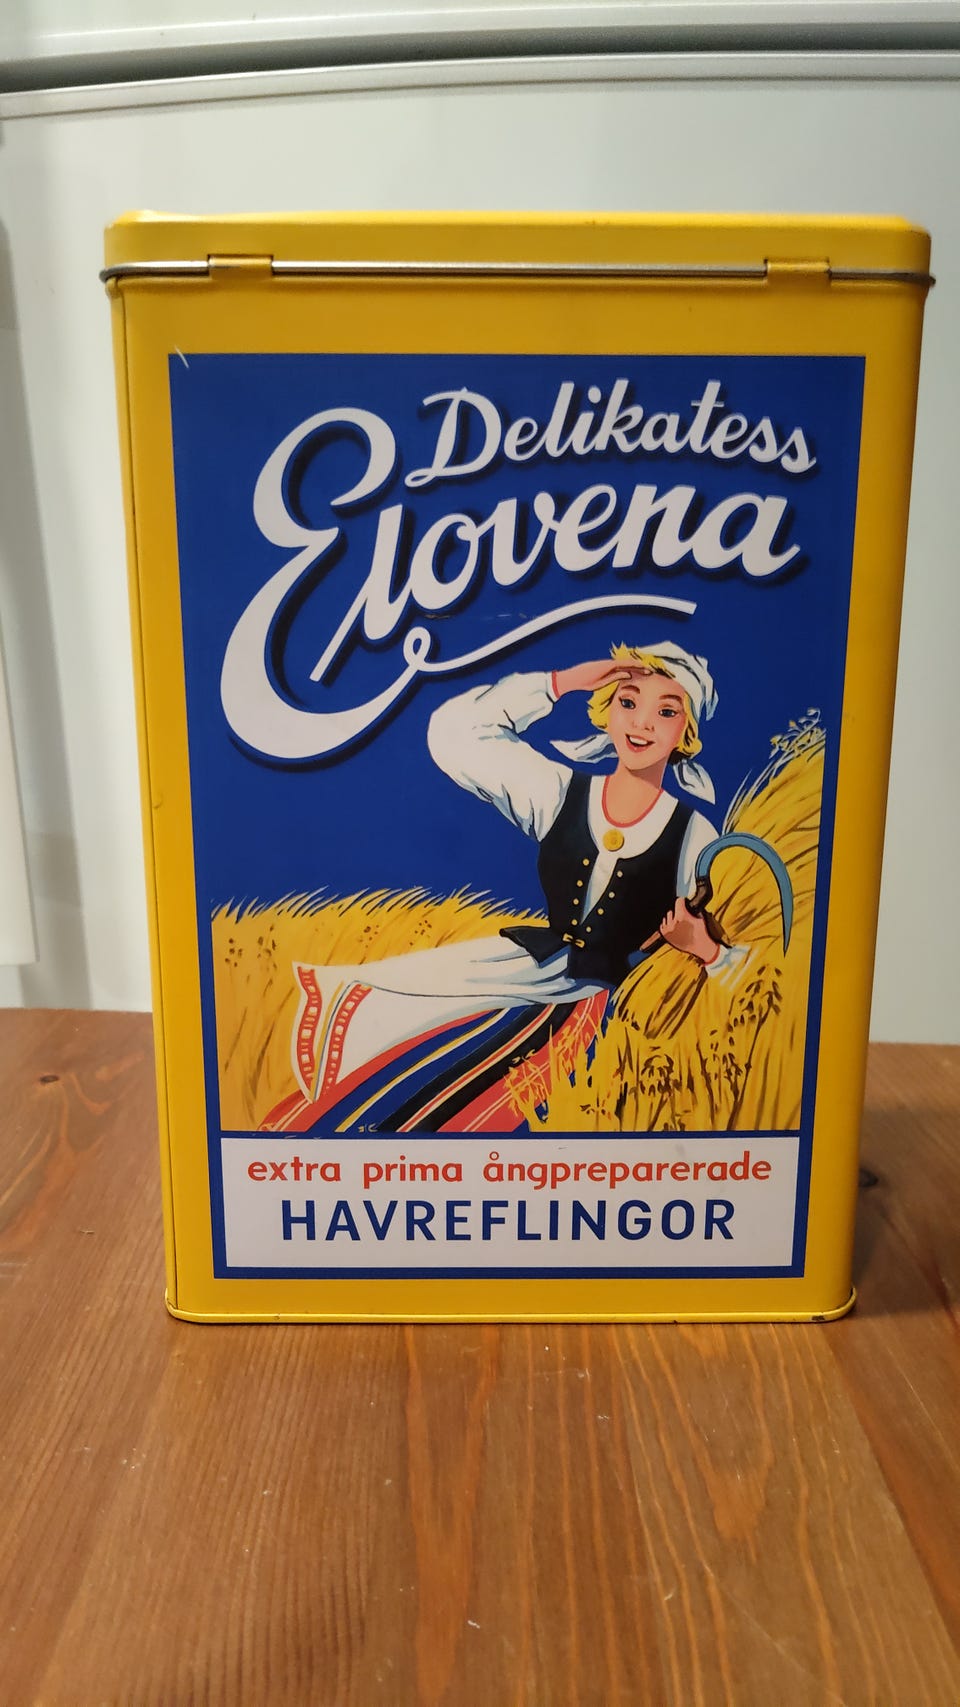 Delikatess
Elovena
extra prima ångpreparerade
HAVREFLINGOR